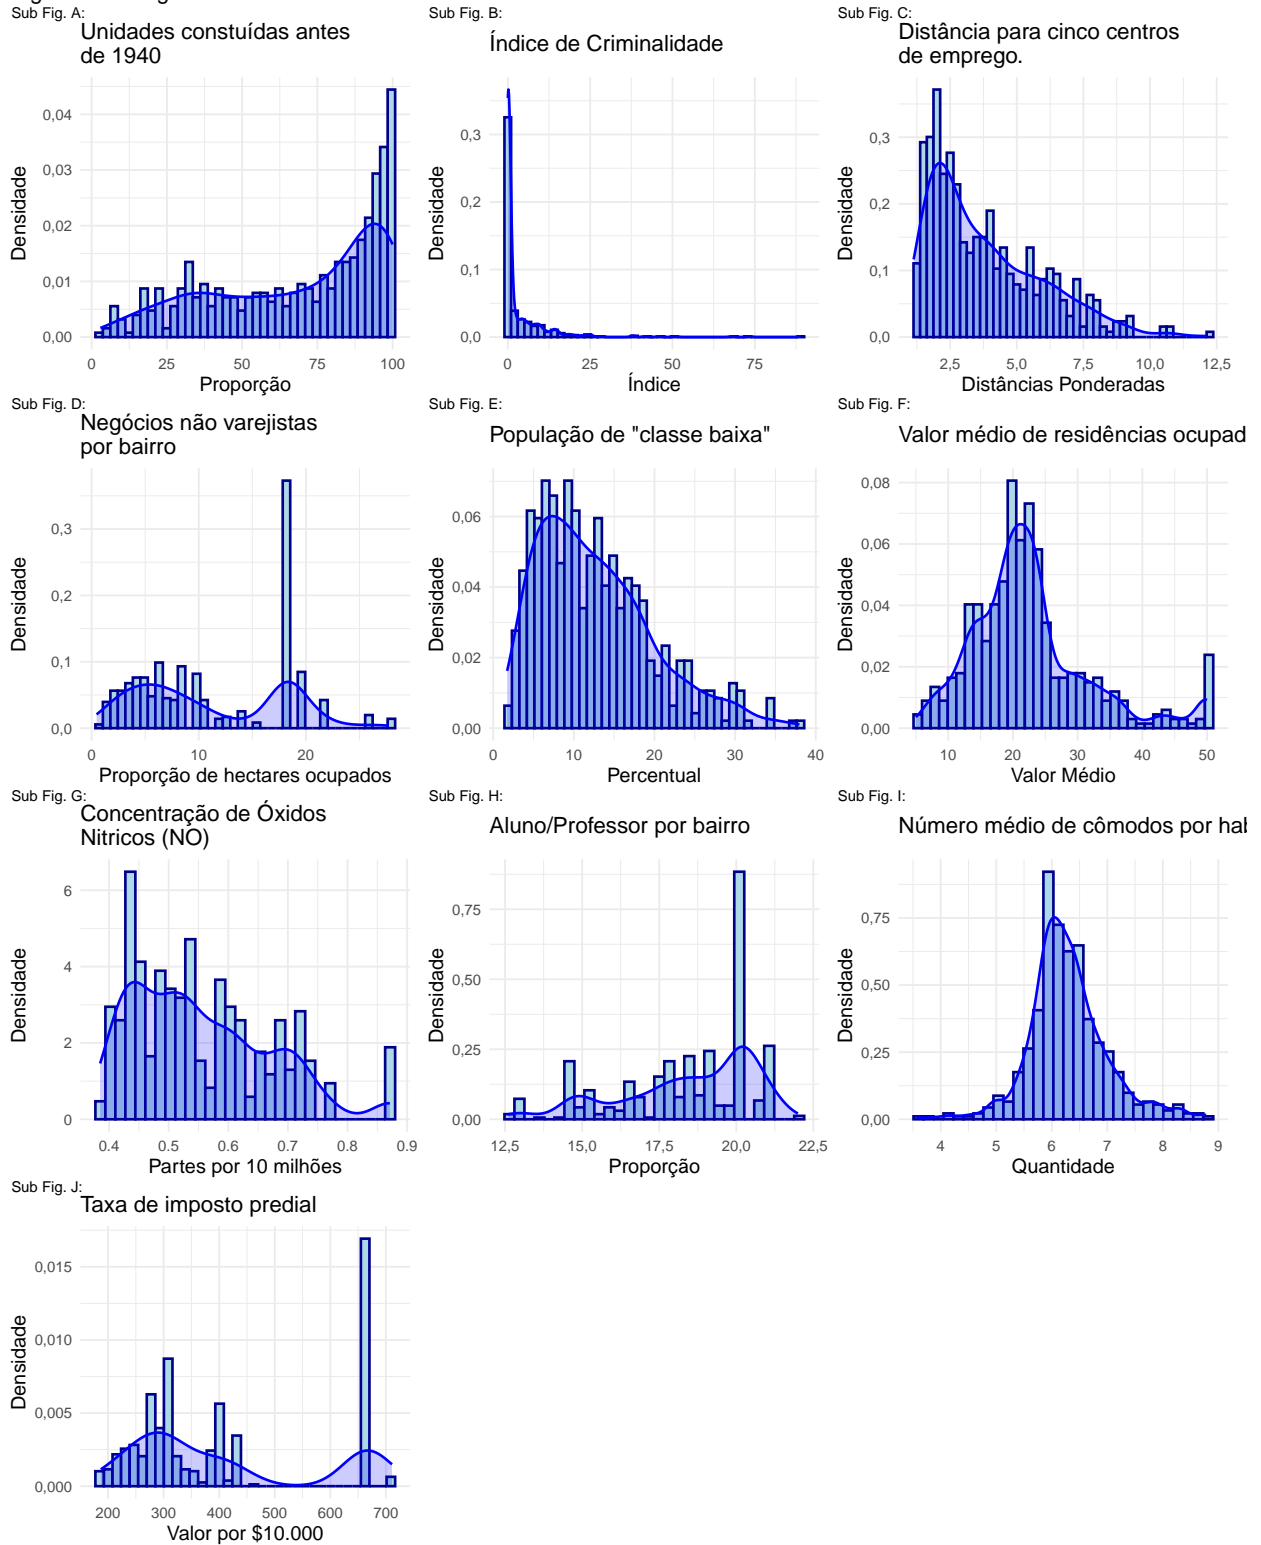 Sub Fig. A:
Unidades constuídas antes
de 1940
Densidade
0,04
0,03
0,02
0,01
0,00
0 25 50 75 100
Proporção
Sub Fig. B:
Índice de Criminalidade
Densidade
0,3
0,2
0,1
0,0
0 25 50 75
Índice
Sub Fig. C:
Distância para cinco centros
de emprego.
Densidade
0,3
0,2
0,1
0,0
2,5 5,0 7,5 10,0 12,5
Distâncias Ponderadas
Sub Fig. D:
Negócios não varejistas
por bairro
Densidade
0,3
0,2
0,1
0,0
0 10 20
Proporção de hectares ocupados
Sub Fig. E:
População de "classe baixa"
Densidade
0,06
0,04
0,02
0,00
0 10 20 30 40
Percentual
Sub Fig. F:
Valor médio de residências ocupad
Densidade
0,08
0,06
0,04
0,02
0,00
10 20 30 40 50
Valor Médio
Sub Fig. G:
Concentração de Óxidos
Nitricos (NO)
Densidade
6
4
2
0
0.4 0.5 0.6 0.7 0.8 0.9
Partes por 10 milhões
Sub Fig. H:
Aluno/Professor por bairro
Densidade
0,75
0,50
0,25
0,00
12,5 15,0 17,5 20,0 22,5
Proporção
Sub Fig. I:
Número médio de cômodos por hab
Densidade
0,75
0,50
0,25
0,00
4 5 6 7 8 9
Quantidade
Sub Fig. J:
Taxa de imposto predial
Densidade
0,015
0,010
0,005
0,000
200 300 400 500 600 700
Valor por $10.000